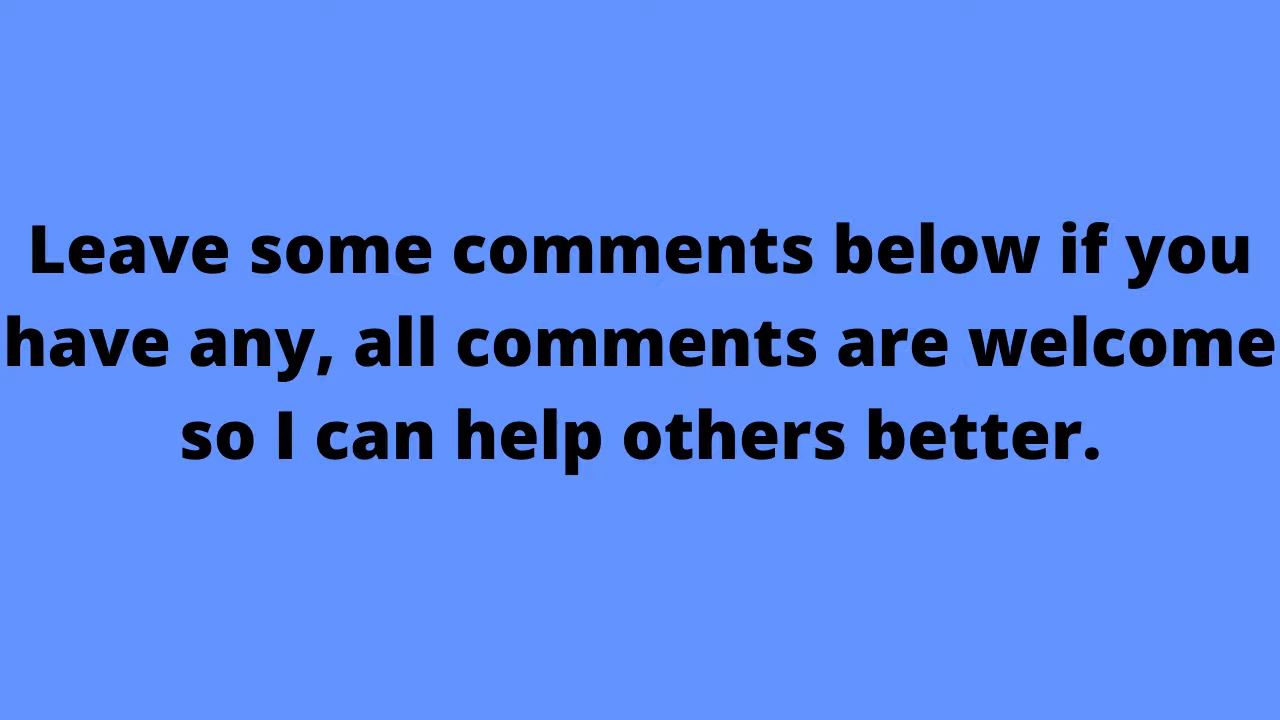 Leave some comments below if you
have any, all comments are welcome
so I can help others better.